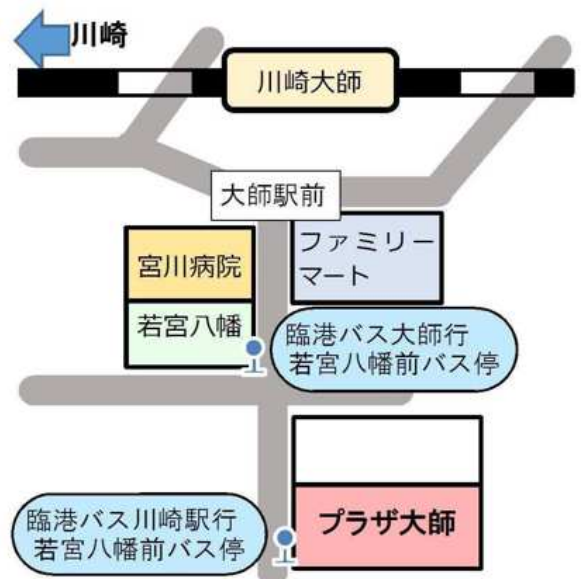 川崎
川崎大師
大師駅前
宮川病院
ファミリー
マート
若宮八幡
臨港バス大師行
若宮八幡前バス停
プラザ大師
臨港バス川崎駅行
若宮八幡前バス停